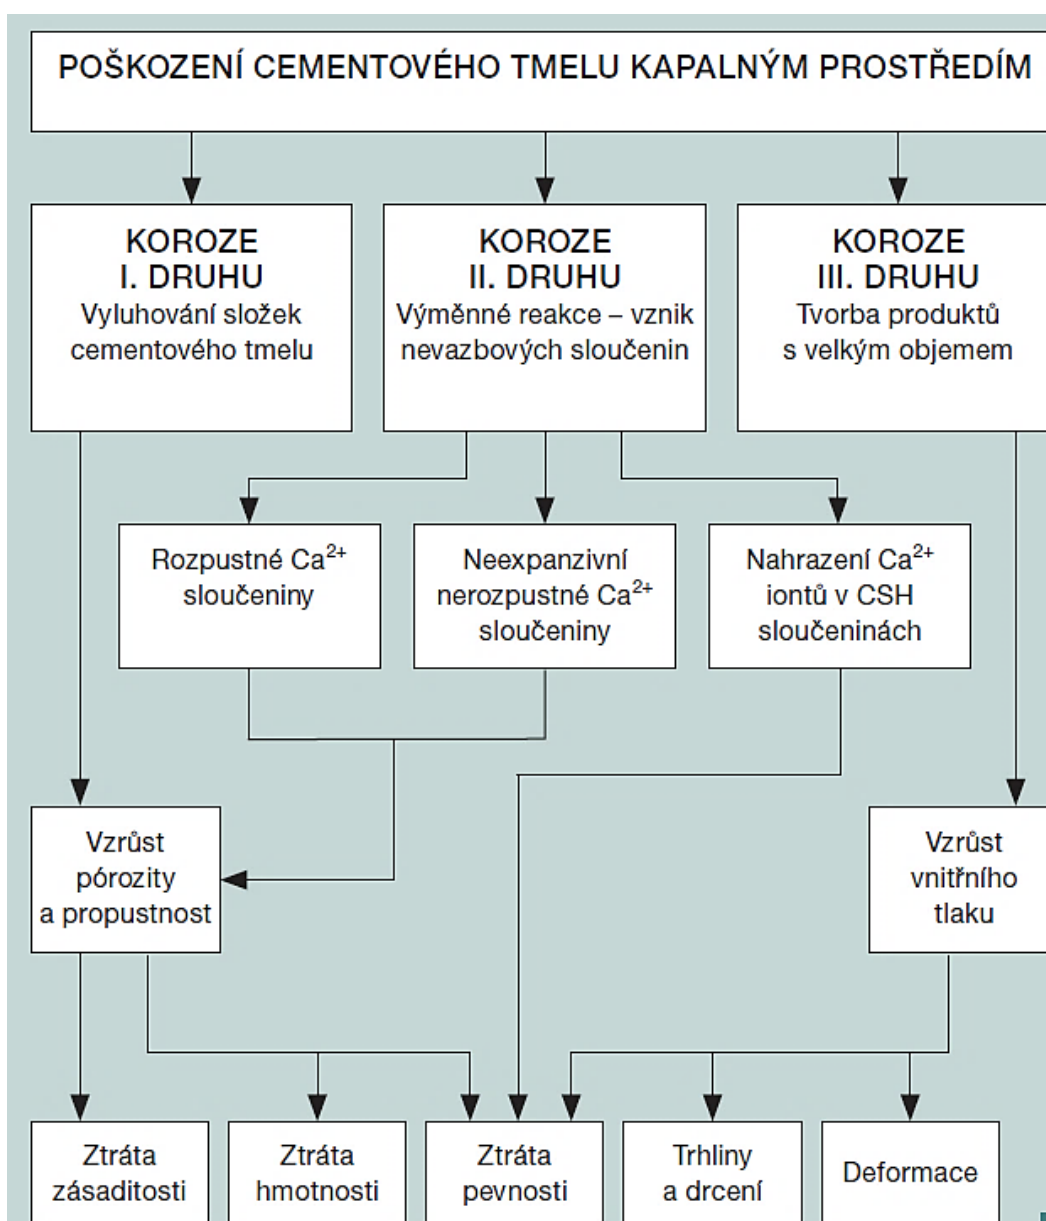 POŠKOZENÍ CEMENTOVÉHO TMELU KAPALNÝM PROSTŘEDÍM
KOROZE
I. DRUHU
Vyluhování složek
cementového tmelu
KOROZE
II. DRUHU
Výměnné reakce – vznik
nevazbových sloučenin
KOROZE
III. DRUHU
Tvorba produktů
s velkým objemem
Rozpustné Ca²⁺
sloučeniny
Neexpanzivní
nerozpustné Ca²⁺
sloučeniny
Nahrazení Ca²⁺
iontů v CSH
sloučeninách
Vzrůst
pórozity
a propustnost
Vzrůst
vnitřního
tlaku
Ztráta
zásaditosti
Ztráta
hmotnosti
Ztráta
pevnosti
Trhliny
a drcení
Deformace